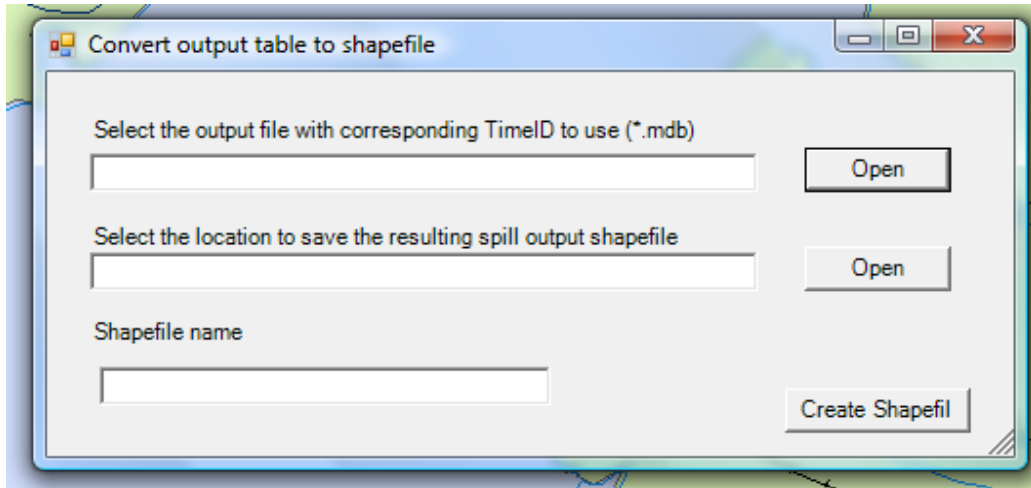 Convert output table to shapefile
Select the output file with corresponding TimeID to use (*.mdb)
Open
Select the location to save the resulting spill output shapefile
Open
Shapefile name
Create Shapefil